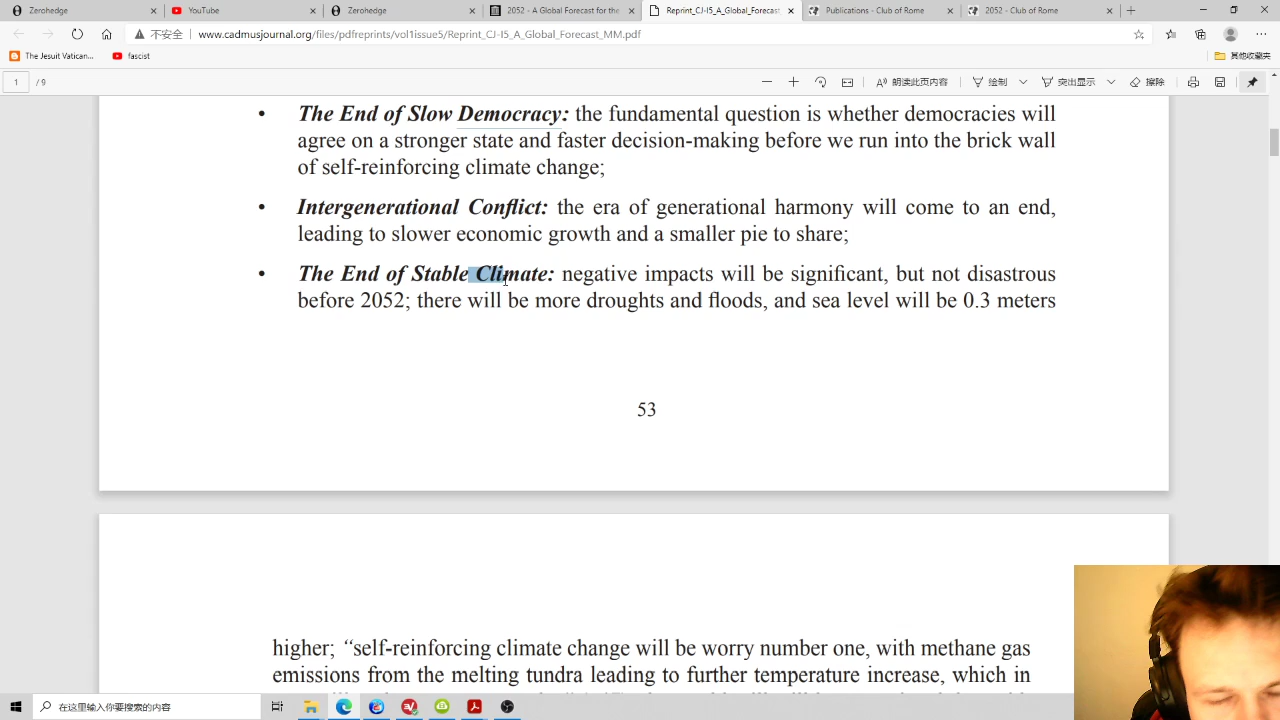 Zerohedge
YouTube
Zerohedge
2052 - A Global Forecast for the
Reprint_CJ-I5_A_Global_Forecast_
Publications - Club of Rome
2052 - Club of Rome
不安全
www.cadmusjournal.org/files/pdfreprints/vol1issue5/Reprint_CJ-I5_A_Global_Forecast_MM.pdf
The Jesuit Vatican...
fascist
其他收藏夹
1 / 9
朗读此页内容
绘制
突出显示
擦除
• The End of Slow Democracy: the fundamental question is whether democracies will
agree on a stronger state and faster decision-making before we run into the brick wall
of self-reinforcing climate change;
• Intergenerational Conflict: the era of generational harmony will come to an end,
leading to slower economic growth and a smaller pie to share;
• The End of Stable Climate: negative impacts will be significant, but not disastrous
before 2052; there will be more droughts and floods, and sea level will be 0.3 meters
53
higher; “self-reinforcing climate change will be worry number one, with methane gas
emissions from the melting tundra leading to further temperature increase, which in
在这里输入你要搜索的内容